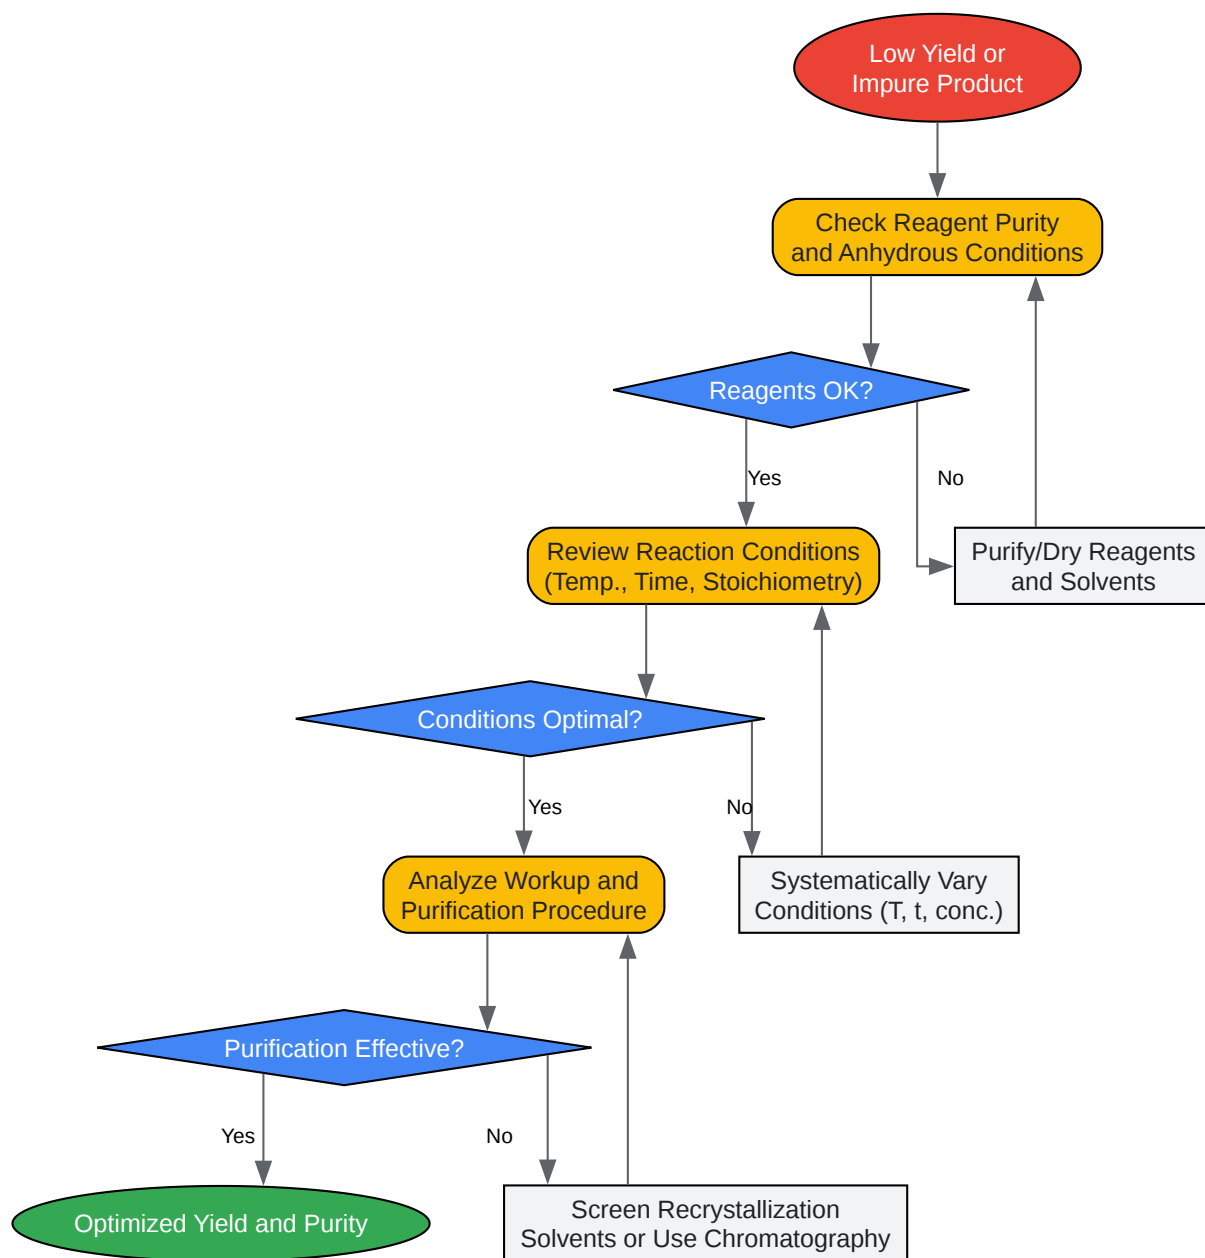 Low Yield or
Impure Product
Check Reagent Purity
and Anhydrous Conditions
Reagents OK?
Yes
No
Review Reaction Conditions
(Temp., Time, Stoichiometry)
Purify/Dry Reagents
and Solvents
Conditions Optimal?
Yes
No
Analyze Workup and
Purification Procedure
Systematically Vary
Conditions (T, t, conc.)
Purification Effective?
Yes
No
Optimized Yield and Purity
Screen Recrystallization
Solvents or Use Chromatography